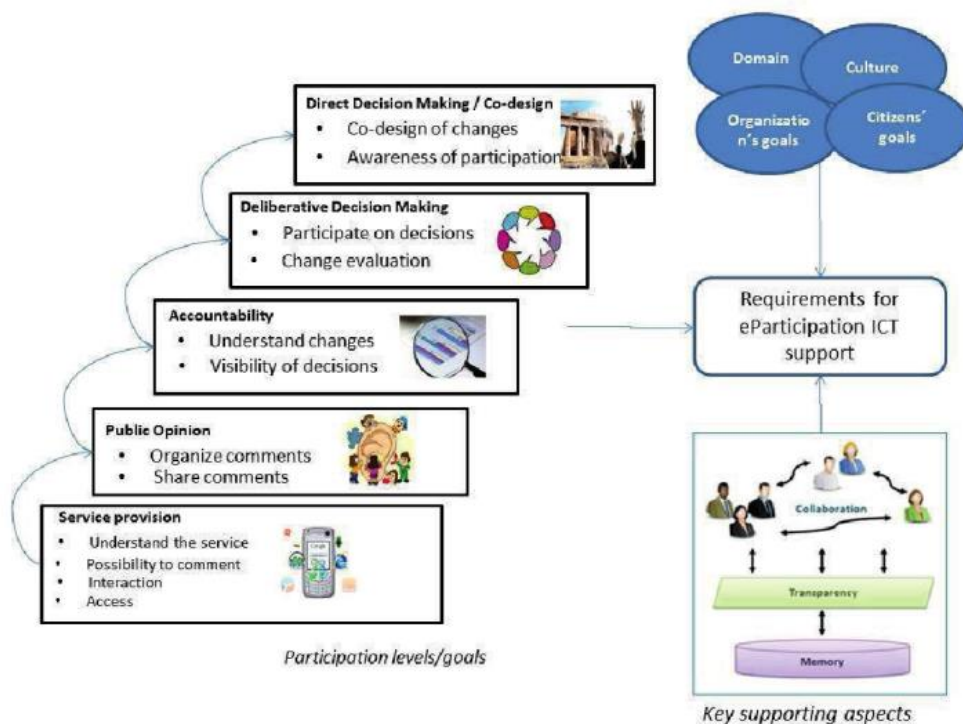 Direct Decision Making / Co-design
• Co-design of changes
• Awareness of participation
Deliberative Decision Making
• Participate on decisions
• Change evaluation
Accountability
• Understand changes
• Visibility of decisions
Public Opinion
• Organize comments
• Share comments
Service provision
• Understand the service
• Possibility to comment
• Interaction
• Access
Participation levels/goals
Domain
Culture
Organizatio
n's goals
Citizens´
goals
Requirements for
eParticipation ICT
support
Collaboration
Transparency
Memory
Key supporting aspects